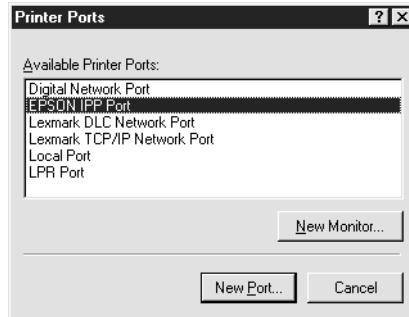 Printer Ports
Available Printer Ports:
Digital Network Port
EPSON IPP Port
Lexmark DLC Network Port
Lexmark TCP/IP Network Port
Local Port
LPR Port
New Monitor...
New Port...
Cancel